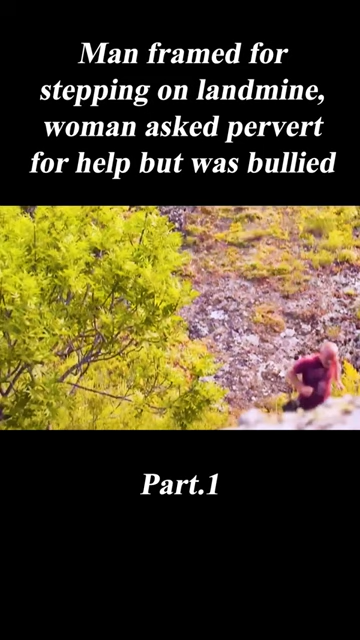 Man framed for
stepping on landmine,
woman asked pervert
for help but was bullied
Part.1